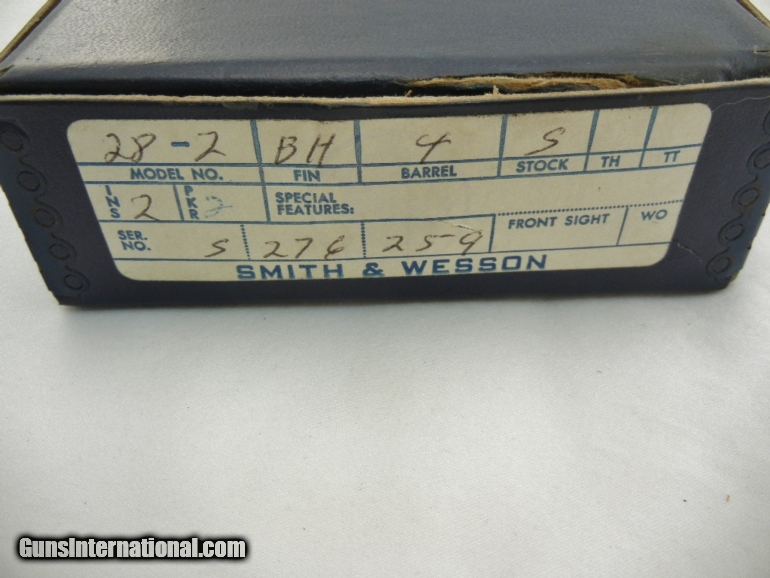 28-2 BH 4 S
MODEL NO. FIN BARREL STOCK TH TT
INS 2 PKR 2 SPECIAL FEATURES:
SER. NO. S 276 259 FRONT SIGHT WO
SMITH & WESSON
GunsInternational.com